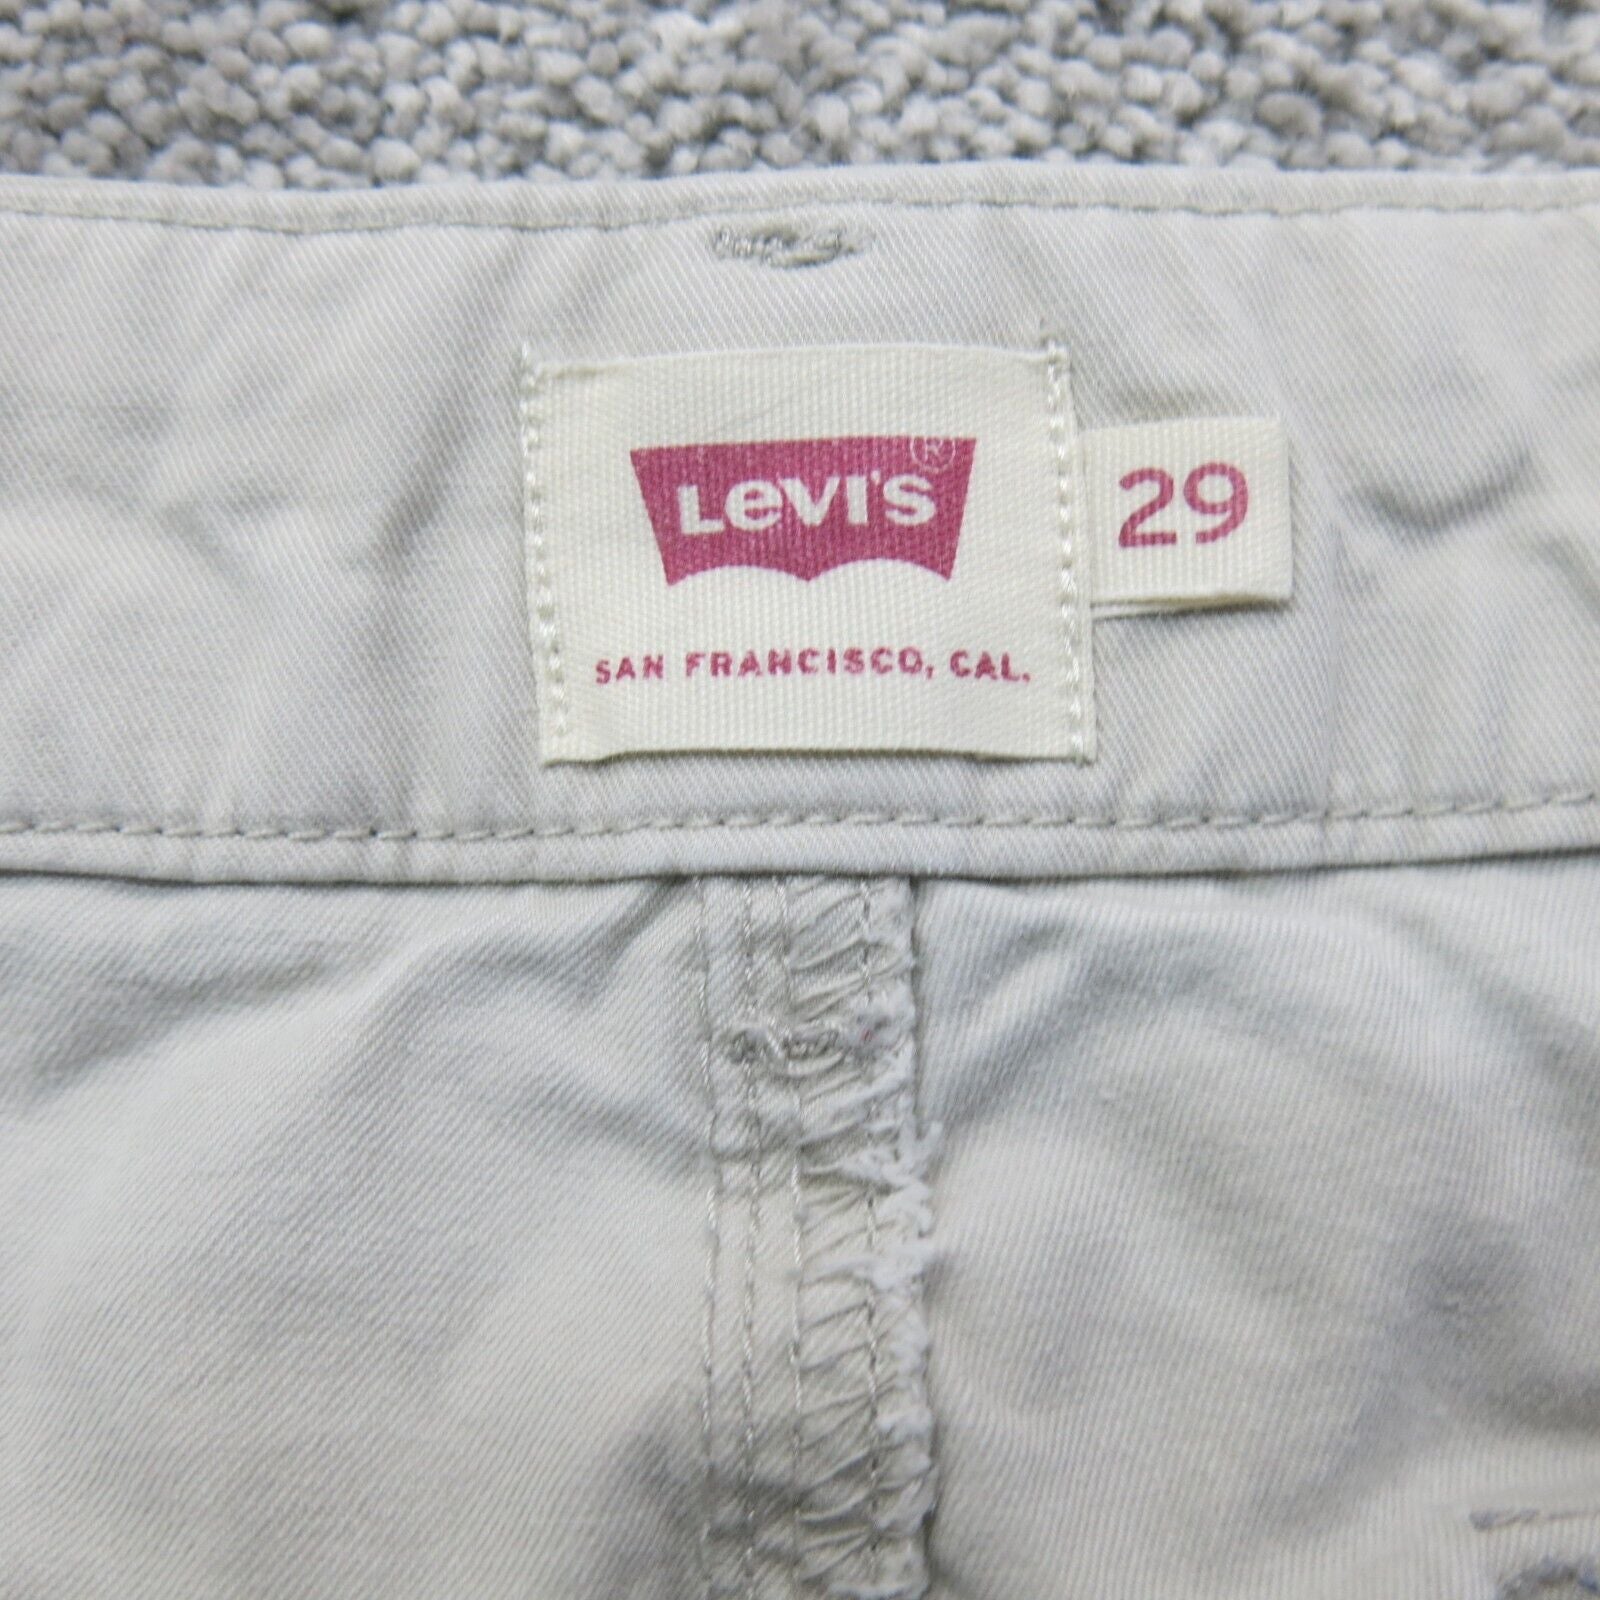 Levi's®
29
SAN FRANCISCO, CAL.